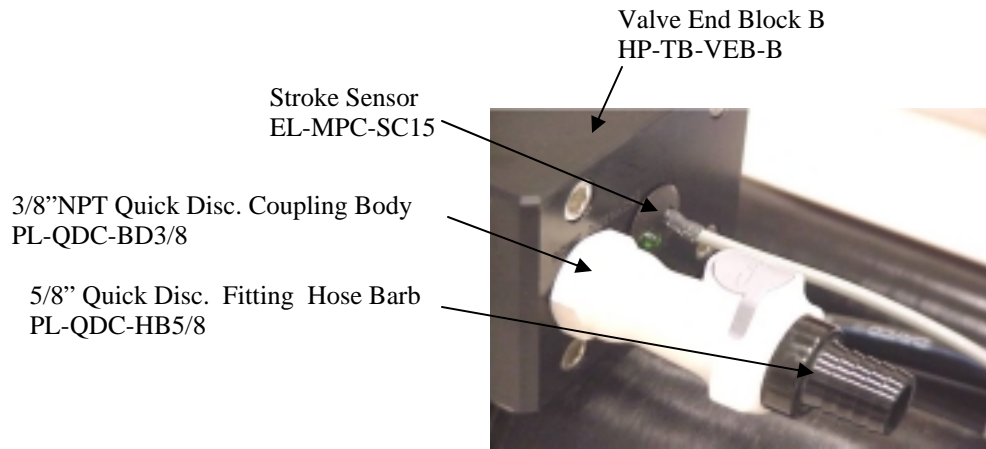 Valve End Block B
HP-TB-VEB-B
Stroke Sensor
EL-MPC-SC15
3/8”NPT Quick Disc. Coupling Body
PL-QDC-BD3/8
5/8” Quick Disc.  Fitting  Hose Barb
PL-QDC-HB5/8